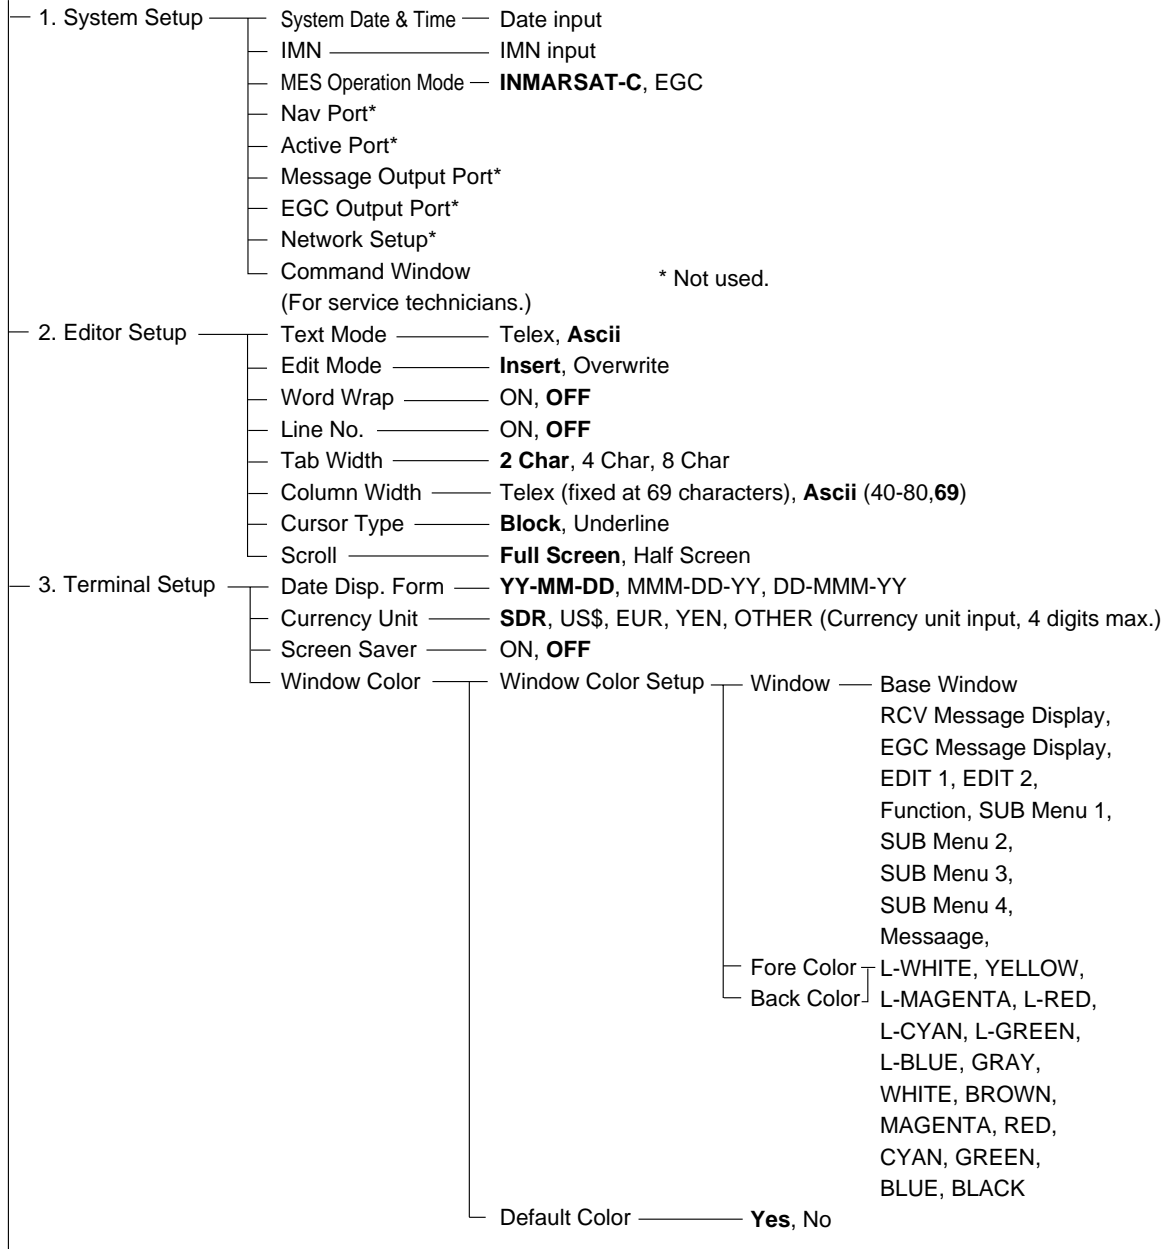 1. System Setup System Date & Time Date input
IMN IMN input
MES Operation Mode INMARSAT-C, EGC
Nav Port*
Active Port*
Message Output Port*
EGC Output Port*
Network Setup*
Command Window * Not used.
(For service technicians.)
2. Editor Setup Text Mode Telex, Ascii
Edit Mode Insert, Overwrite
Word Wrap ON, OFF
Line No. ON, OFF
Tab Width 2 Char, 4 Char, 8 Char
Column Width Telex (fixed at 69 characters), Ascii (40-80,69)
Cursor Type Block, Underline
Scroll Full Screen, Half Screen
3. Terminal Setup Date Disp. Form YY-MM-DD, MMM-DD-YY, DD-MMM-YY
Currency Unit SDR, US$, EUR, YEN, OTHER (Currency unit input, 4 digits max.)
Screen Saver ON, OFF
Window Color Window Color Setup Window Base Window
RCV Message Display,
EGC Message Display,
EDIT 1, EDIT 2,
Function, SUB Menu 1,
SUB Menu 2,
SUB Menu 3,
SUB Menu 4,
Messaage,
Fore Color L-WHITE, YELLOW,
Back Color L-MAGENTA, L-RED,
L-CYAN, L-GREEN,
L-BLUE, GRAY,
WHITE, BROWN,
MAGENTA, RED,
CYAN, GREEN,
BLUE, BLACK
Default Color Yes, No